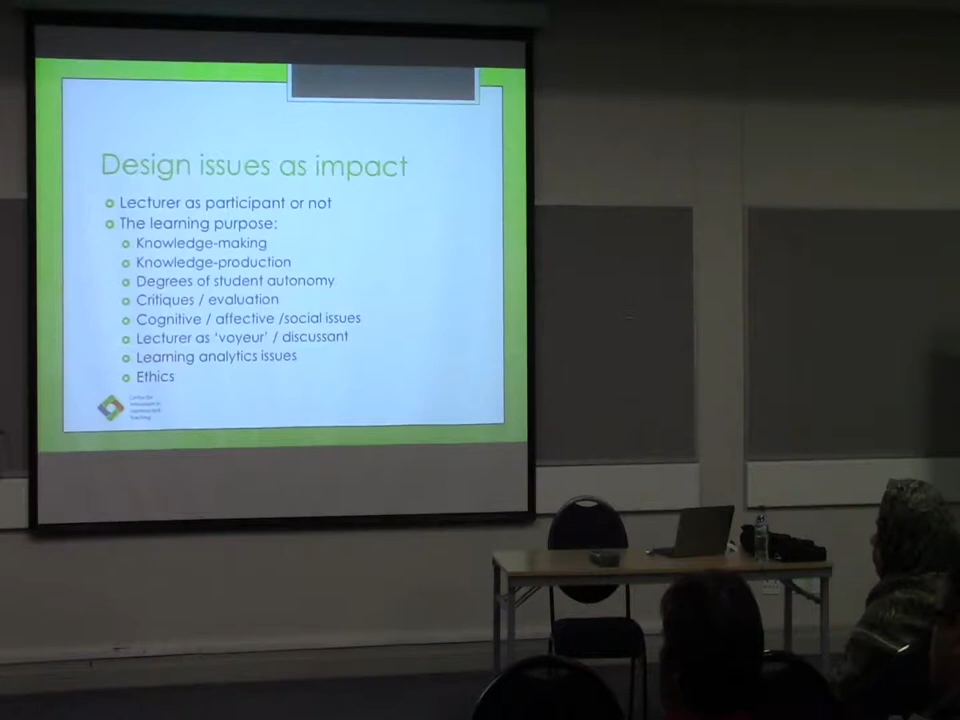 Design issues as impact
Lecturer as participant or not
The learning purpose:
Knowledge-making
Knowledge-production
Degrees of student autonomy
Critiques / evaluation
Cognitive / affective /social issues
Lecturer as 'voyeur' / discussant
Learning analytics issues
Ethics